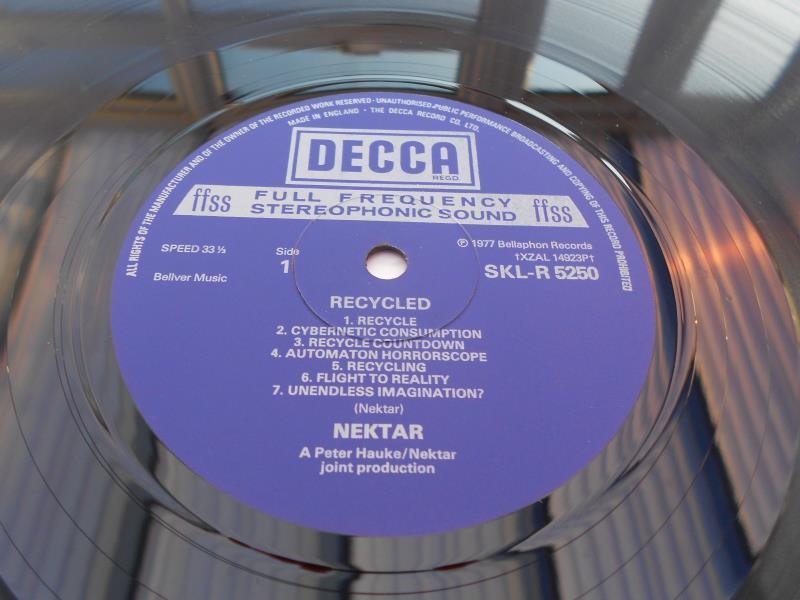 ALL RIGHTS OF THE MANUFACTURER AND OF THE OWNER OF THE RECORDED WORK RESERVED · UNAUTHORISED PUBLIC PERFORMANCE BROADCASTING AND COPYING OF THIS RECORD PROHIBITED
MADE IN ENGLAND · THE DECCA RECORD CO. LTD.
DECCA
REGD.
ffss FULL FREQUENCY ffss
STEREOPHONIC SOUND
SPEED 33⅓ Side ℗ 1977 Bellaphon Records
1 †XZAL 14923P†
Bellver Music SKL-R 5250
RECYCLED
1. RECYCLE
2. CYBERNETIC CONSUMPTION
3. RECYCLE COUNTDOWN
4. AUTOMATON HORRORSCOPE
5. RECYCLING
6. FLIGHT TO REALITY
7. UNENDLESS IMAGINATION?
(Nektar)
NEKTAR
A Peter Hauke/Nektar
joint production